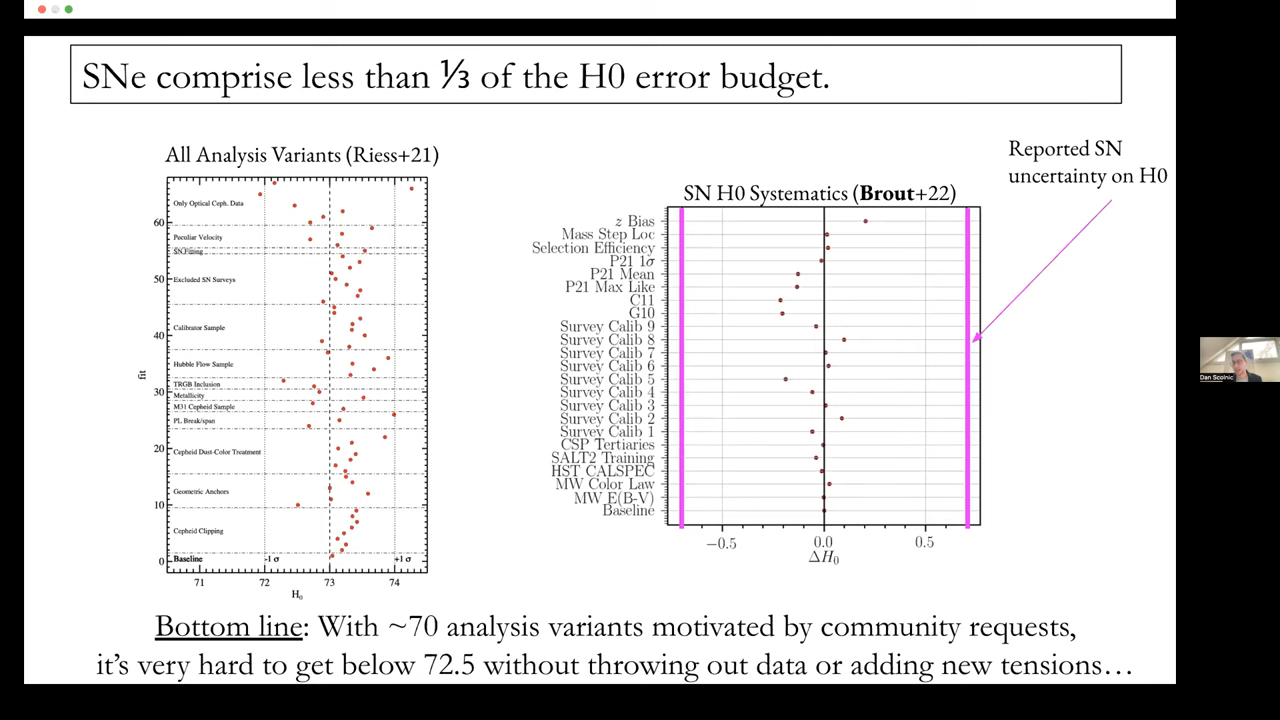 SNe comprise less than ⅓ of the H0 error budget.
All Analysis Variants (Riess+21)
Only Optical Ceph. Data
Peculiar Velocity
SN Fitting
Excluded SN Surveys
Calibrator Sample
Hubble Flow Sample
TRGB Inclusion
Metallicity
M31 Cepheid Sample
PL Break/span
Cepheid Dust-Color Treatment
Geometric Anchors
Cepheid Clipping
Baseline
-1 σ
+1 σ
60
50
40
30
20
10
0
fit
71
72
73
74
H₀
Reported SN
uncertainty on H0
SN H0 Systematics (Brout+22)
z Bias
Mass Step Loc
Selection Efficiency
P21 1σ
P21 Mean
P21 Max Like
C11
G10
Survey Calib 9
Survey Calib 8
Survey Calib 7
Survey Calib 6
Survey Calib 5
Survey Calib 4
Survey Calib 3
Survey Calib 2
Survey Calib 1
CSP Tertiaries
SALT2 Training
HST CALSPEC
MW Color Law
MW E(B-V)
Baseline
−0.5
0.0
0.5
ΔH₀
Dan Scolnic
Bottom line: With ~70 analysis variants motivated by community requests,
it’s very hard to get below 72.5 without throwing out data or adding new tensions…